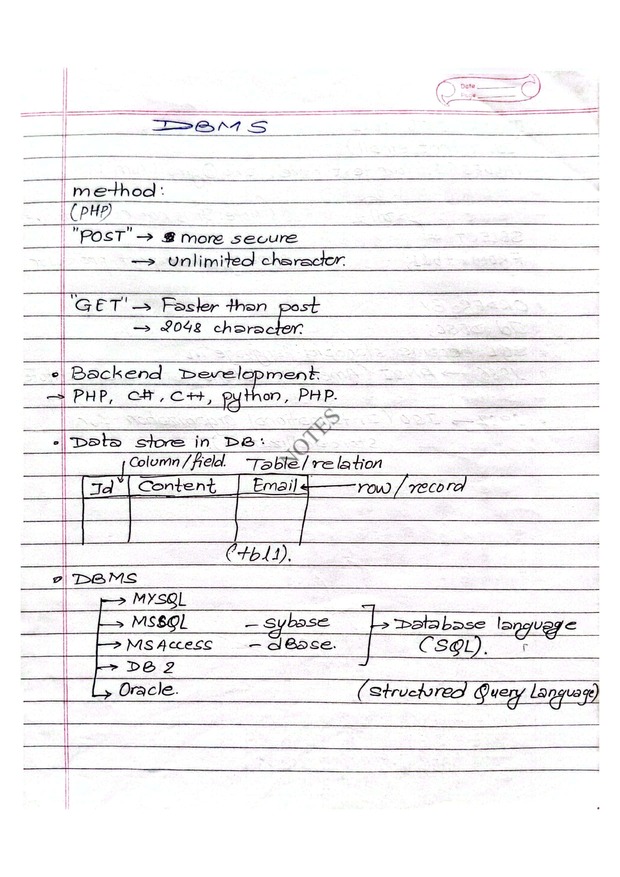 Date
DBMS
method:
(PHP)
"POST" → more secure
→ unlimited character.
"GET" → Faster than post
→ 2048 character.
• Backend Development.
→ PHP, C#, C++, python, PHP.
NOTES
• Data store in DB:
Column/field. Table/relation
Id Content Email ← row/record
(tbl1).
• DBMS
→ MYSQL
→ MSSQL - sybase → Database language
→ MS Access - dBase. (SQL).
→ DB 2
→ Oracle. (Structured Query Language)